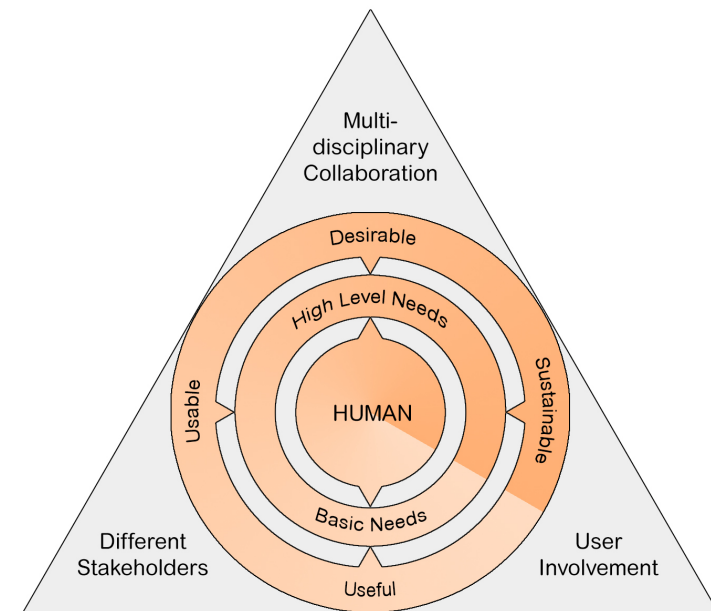 Multi-
disciplinary
Collaboration
Desirable
High Level Needs
Usable
HUMAN
Sustainable
Basic Needs
Useful
Different
Stakeholders
User
Involvement